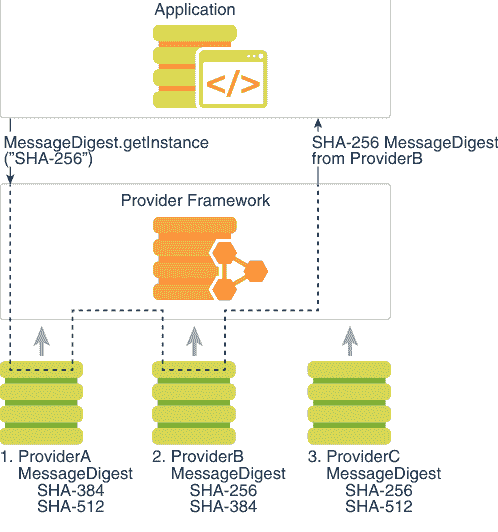 Application
</>
MessageDigest.getInstance
("SHA-256")
SHA-256 MessageDigest
from ProviderB
Provider Framework
1. ProviderA
MessageDigest
SHA-384
SHA-512
2. ProviderB
MessageDigest
SHA-256
SHA-384
3. ProviderC
MessageDigest
SHA-256
SHA-512